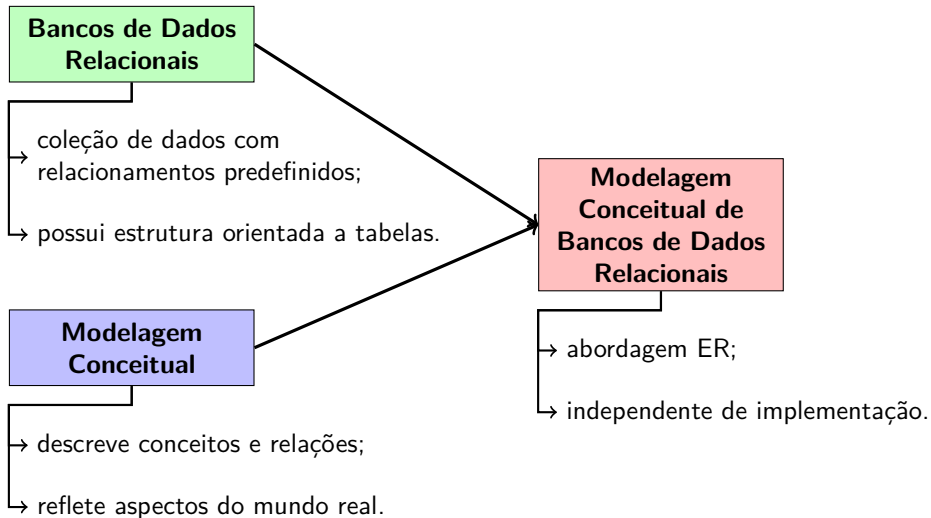 Bancos de Dados
Relacionais
coleção de dados com
relacionamentos predefinidos;
possui estrutura orientada a tabelas.
Modelagem
Conceitual
descreve conceitos e relações;
reflete aspectos do mundo real.
Modelagem
Conceitual de
Bancos de Dados
Relacionais
abordagem ER;
independente de implementação.